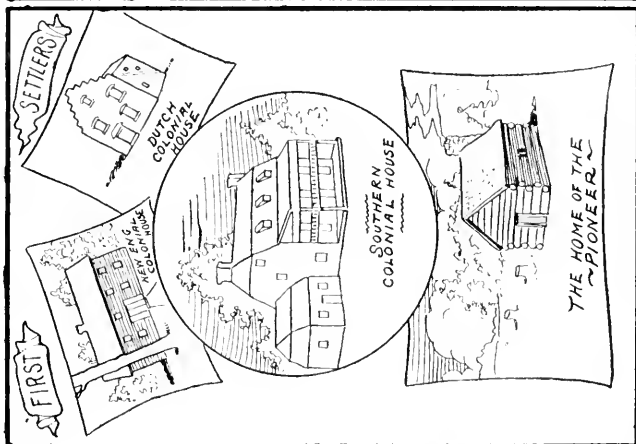 FIRST
SETTLERS
NEW ENG.
COLONIAL HOUSE
DUTCH
COLONIAL
HOUSE
SOUTHERN
COLONIAL HOUSE
THE HOME OF THE
~PIONEER~